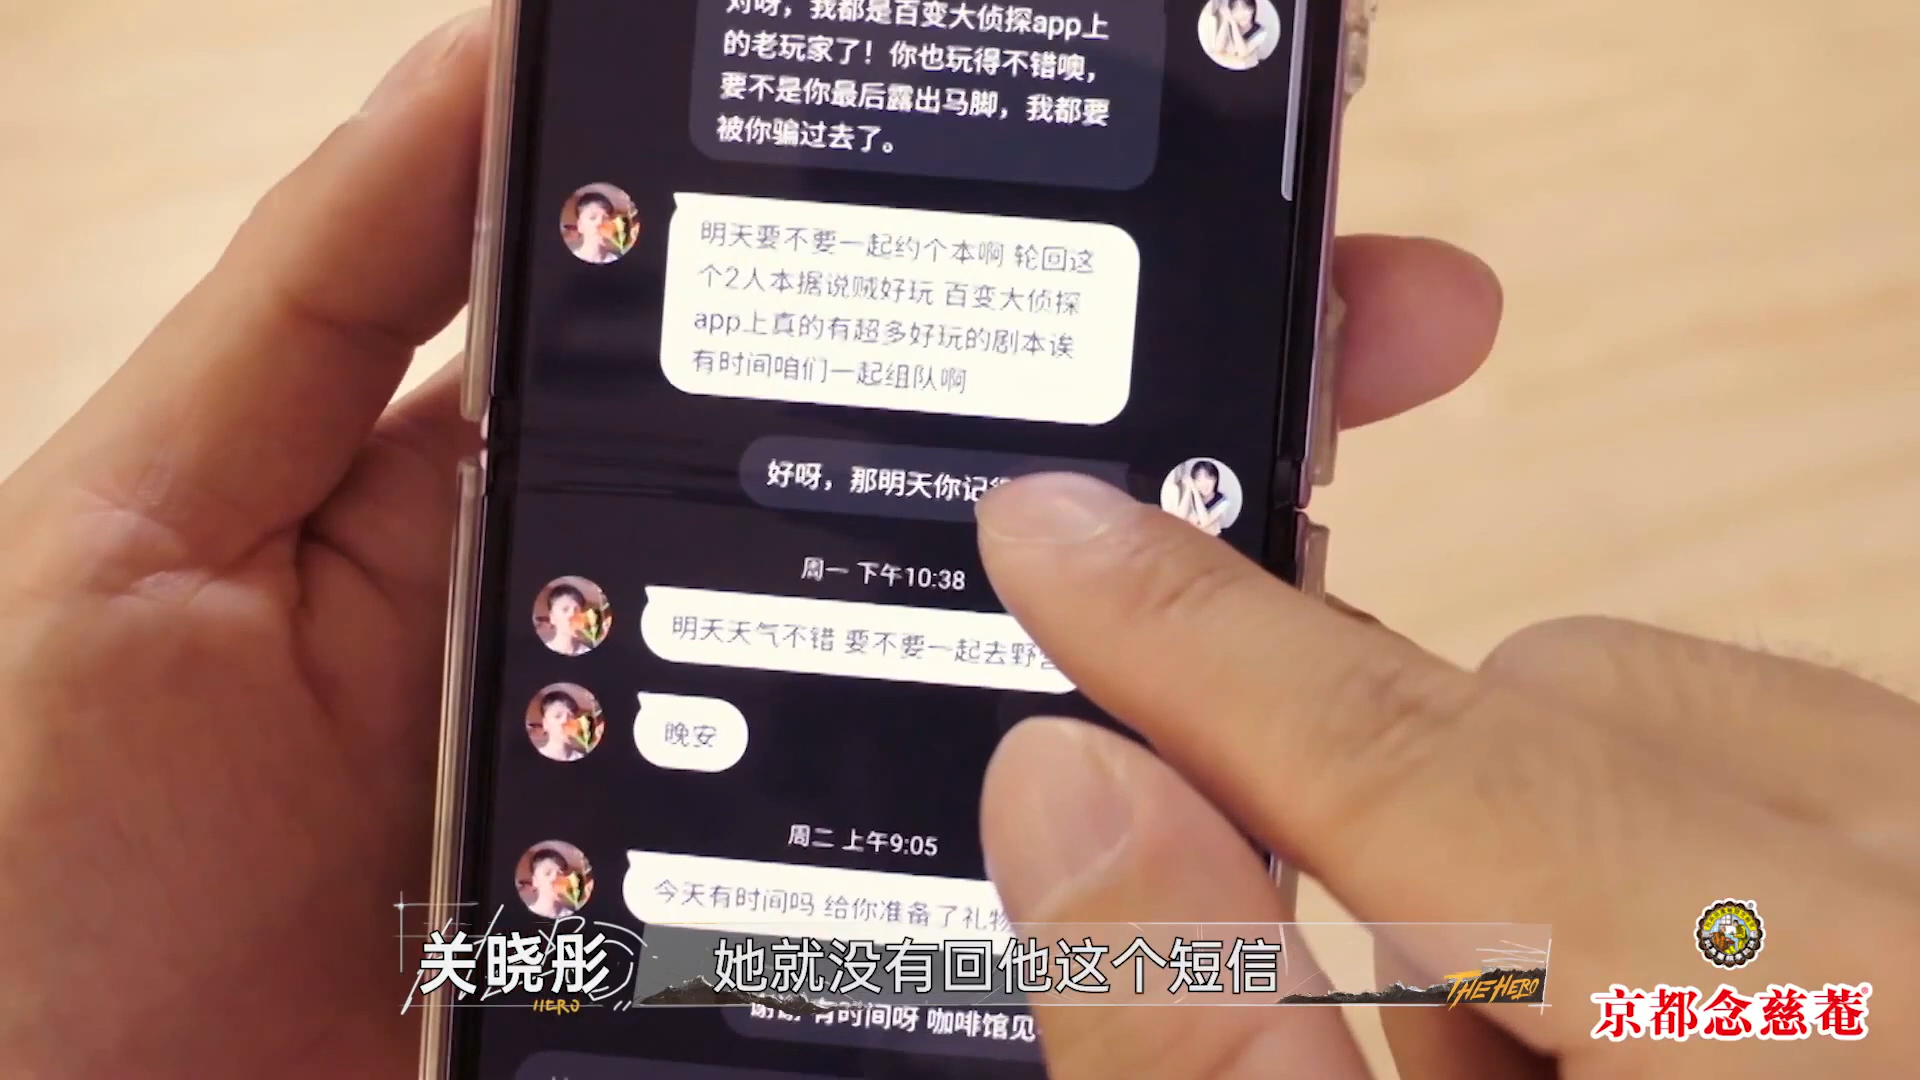 对呀，我都是百变大侦探app上
的老玩家了！你也玩得不错噢，
要不是你最后露出马脚，我都要
被你骗过去了。
明天要不要一起约个本啊 轮回这
个2人本据说贼好玩 百变大侦探
app上真的有超多好玩的剧本诶
有时间咱们一起组队啊
好呀，那明天你记
周一 下午10:38
明天天气不错 要不要一起去野
晚安
周二 上午9:05
今天有时间吗 给你准备了礼物
关晓彤
HERO
她就没有回他这个短信
THE HERO
谢谢 有时间呀 咖啡馆见
京都念慈菴